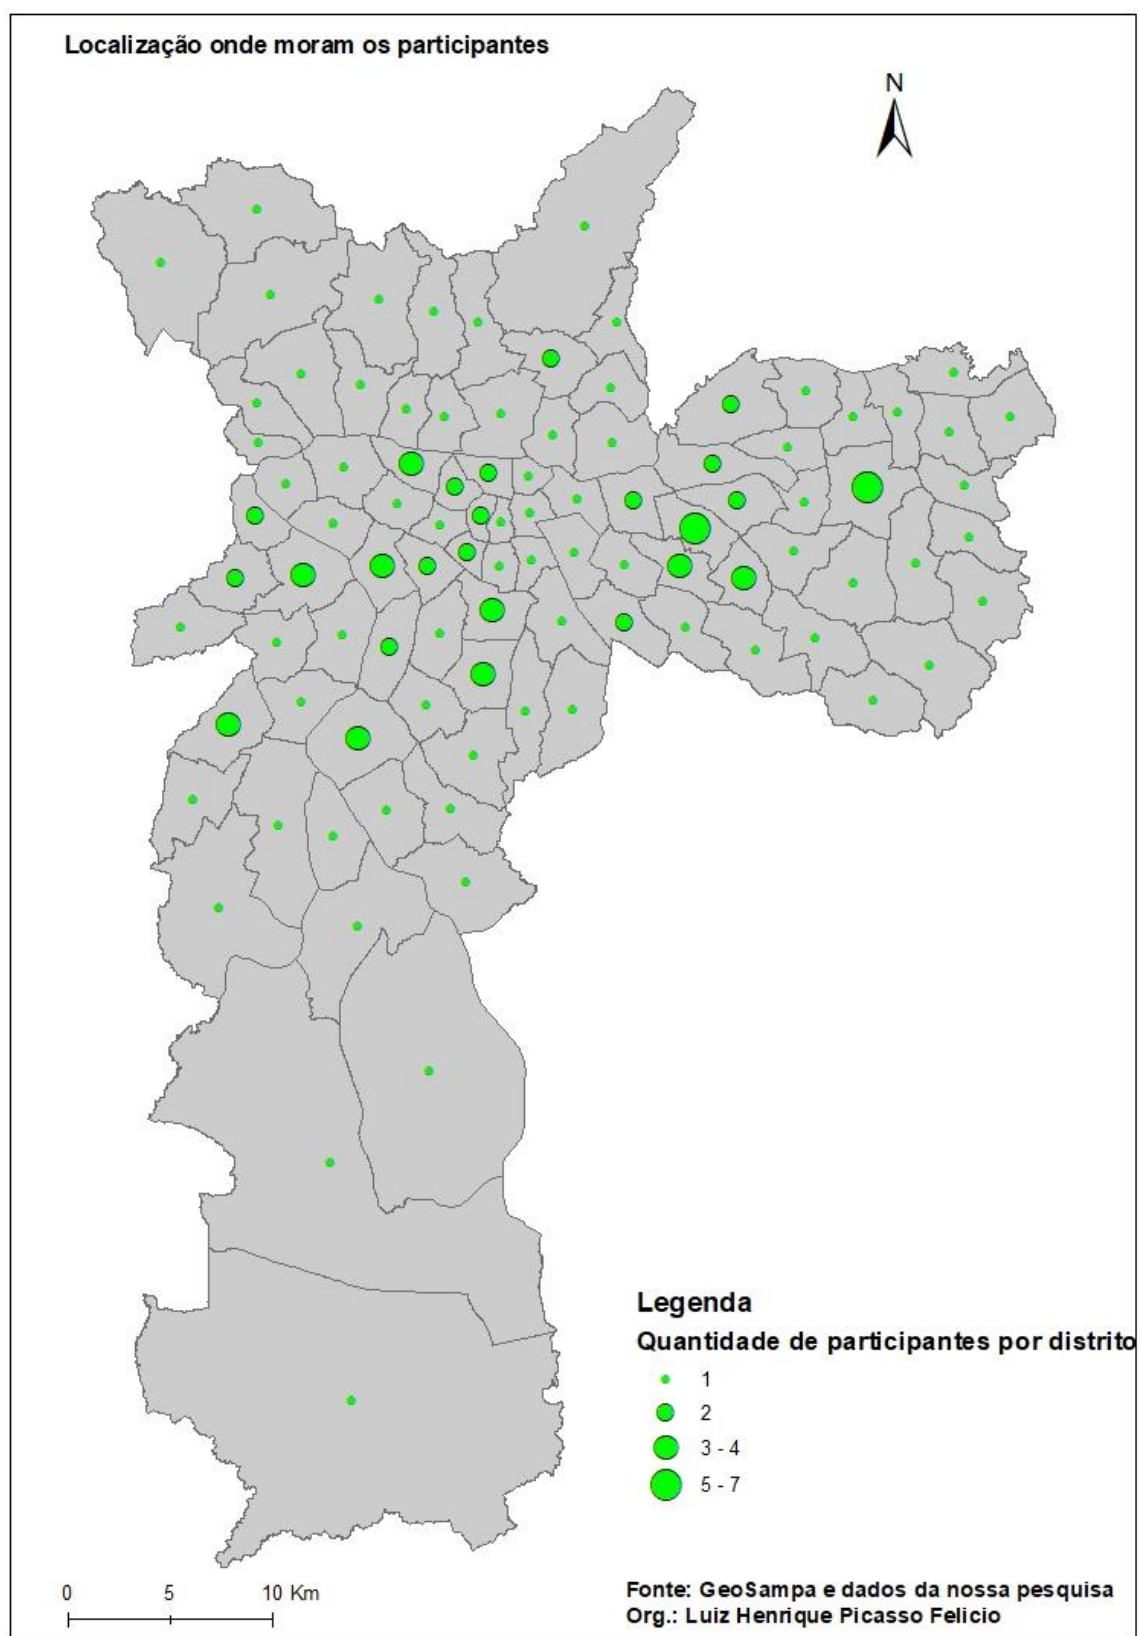 Localização onde moram os participantes
N
Legenda
Quantidade de participantes por distrito
1
2
3 - 4
5 - 7
0 5 10 Km
Fonte: GeoSampa e dados da nossa pesquisa
Org.: Luiz Henrique Picasso Felicio